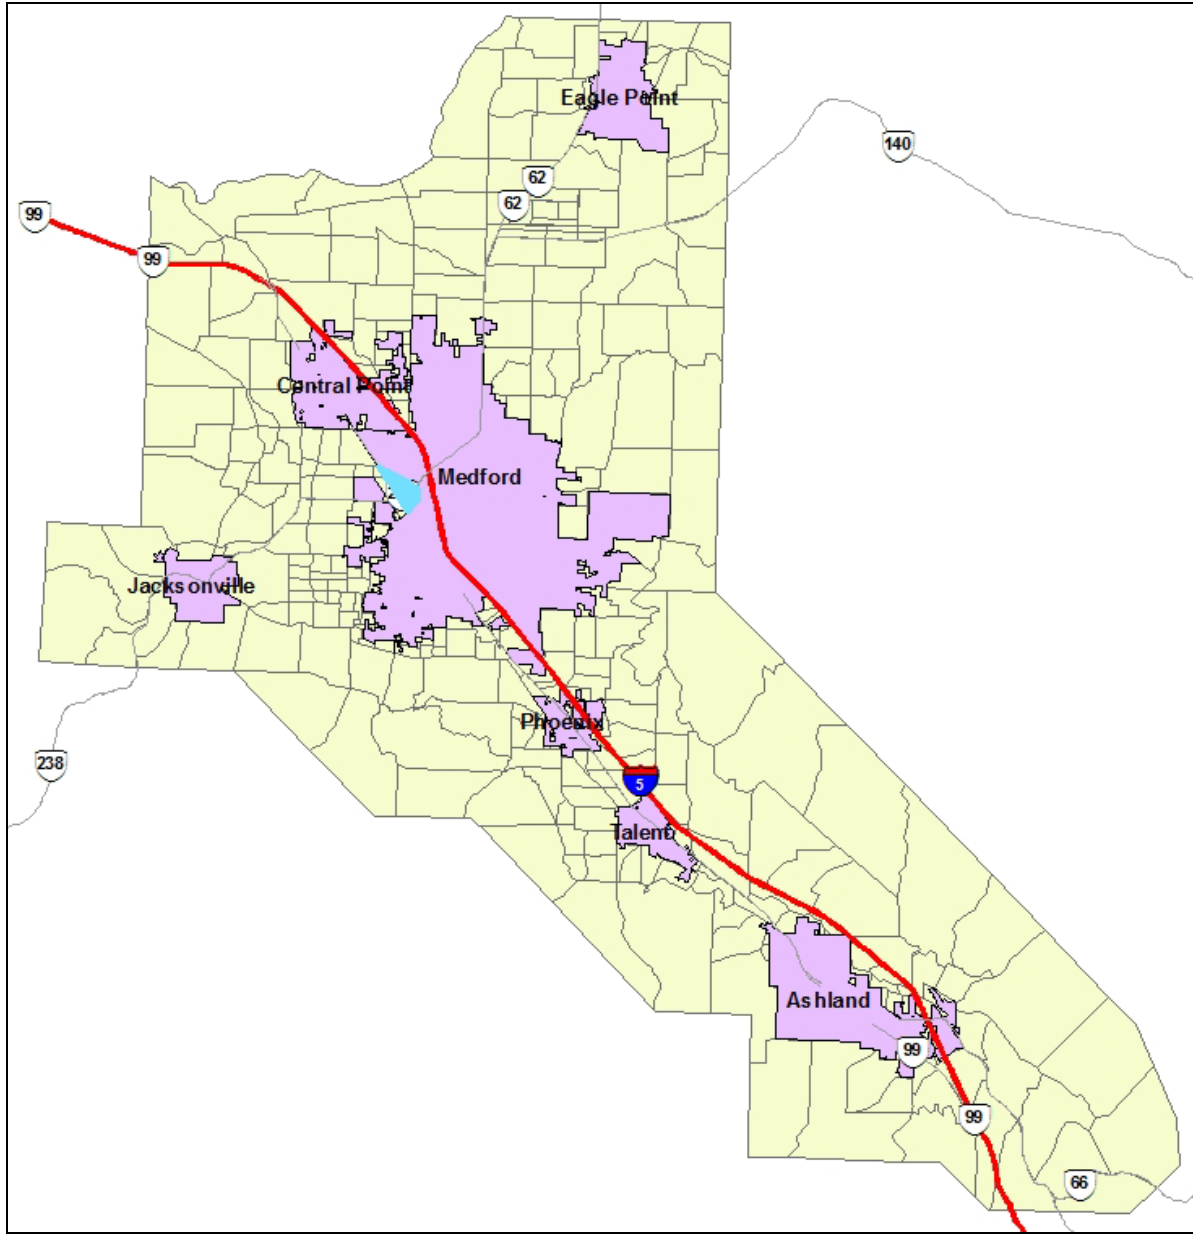 Eagle Point
140
62
62
99
99
Central Point
Medford
Jacksonville
Phoenix
238
5
Talent
Ashland
99
99
66